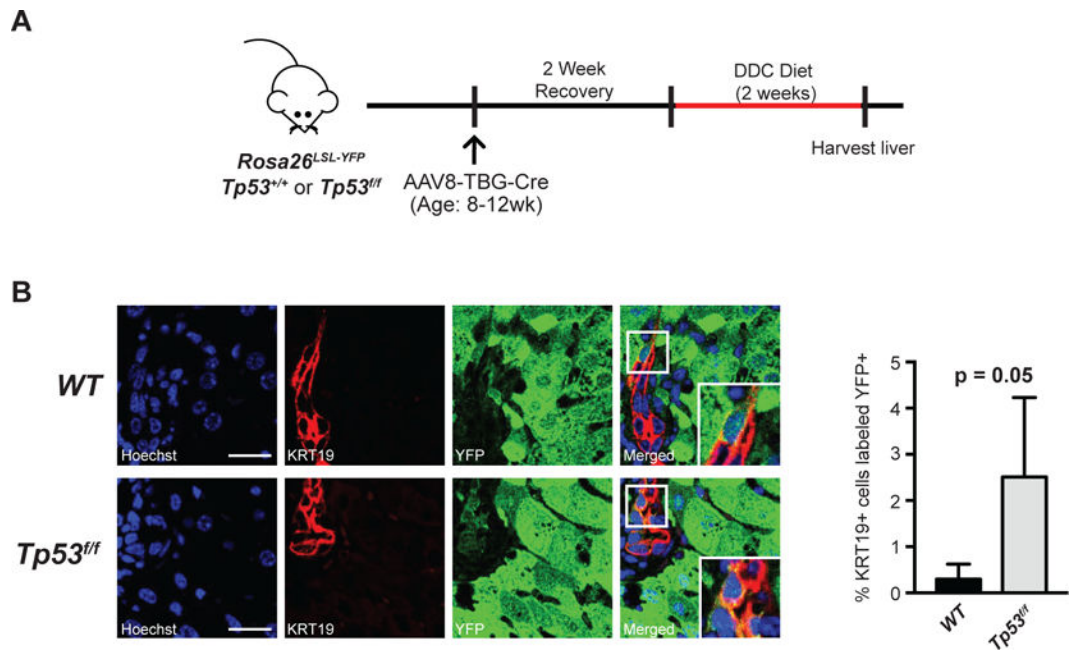 A
2 Week
Recovery
DDC Diet
(2 weeks)
Harvest liver
Rosa26LSL-YFP
Tp53+/+ or Tp53f/f
AAV8-TBG-Cre
(Age: 8-12wk)
B
WT
Hoechst
KRT19
YFP
Merged
Tp53f/f
Hoechst
KRT19
YFP
Merged
% KRT19+ cells labeled YFP+
5
4
3
2
1
0
p = 0.05
WT
Tp53f/f